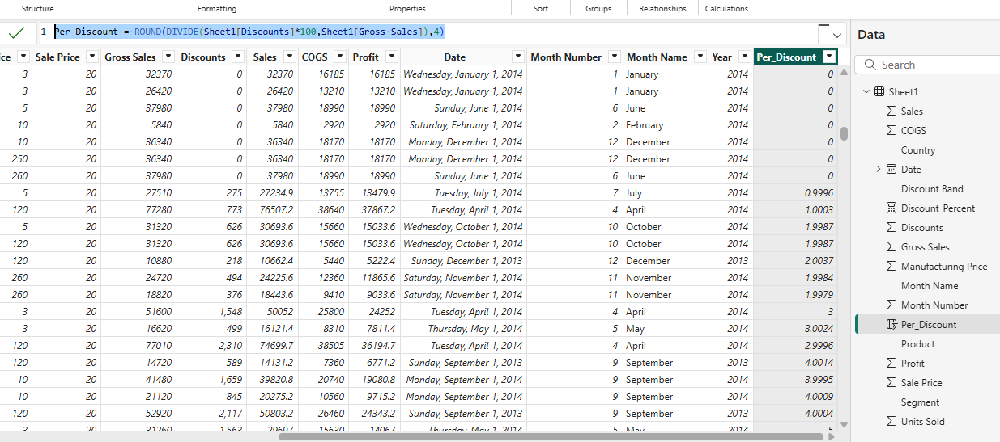 Structure Formatting Properties Sort Groups Relationships Calculations
1 Per_Discount = ROUND(DIVIDE(Sheet1[Discounts]*100,Sheet1[Gross Sales]),4)
ce Sale Price Gross Sales Discounts Sales COGS Profit Date Month Number Month Name Year Per_Discount
3 20 32370 0 32370 16185 16185 Wednesday, January 1, 2014 1 January 2014 0
3 20 26420 0 26420 13210 13210 Wednesday, January 1, 2014 1 January 2014 0
5 20 37980 0 37980 18990 18990 Sunday, June 1, 2014 6 June 2014 0
10 20 5840 0 5840 2920 2920 Saturday, February 1, 2014 2 February 2014 0
10 20 36340 0 36340 18170 18170 Monday, December 1, 2014 12 December 2014 0
250 20 36340 0 36340 18170 18170 Monday, December 1, 2014 12 December 2014 0
260 20 37980 0 37980 18990 18990 Sunday, June 1, 2014 6 June 2014 0
5 20 27510 275 27234.9 13755 13479.9 Tuesday, July 1, 2014 7 July 2014 0.9996
120 20 77280 773 76507.2 38640 37867.2 Tuesday, April 1, 2014 4 April 2014 1.0003
5 20 31320 626 30693.6 15660 15033.6 Wednesday, October 1, 2014 10 October 2014 1.9987
120 20 31320 626 30693.6 15660 15033.6 Wednesday, October 1, 2014 10 October 2014 1.9987
120 20 10880 218 10662.4 5440 5222.4 Sunday, December 1, 2013 12 December 2013 2.0037
260 20 24720 494 24225.6 12360 11865.6 Saturday, November 1, 2014 11 November 2014 1.9984
260 20 18820 376 18443.6 9410 9033.6 Saturday, November 1, 2014 11 November 2014 1.9979
3 20 51600 1,548 50052 25800 24252 Tuesday, April 1, 2014 4 April 2014 3
3 20 16620 499 16121.4 8310 7811.4 Thursday, May 1, 2014 5 May 2014 3.0024
120 20 77010 2,310 74699.7 38505 36194.7 Tuesday, April 1, 2014 4 April 2014 2.9996
120 20 14720 589 14131.2 7360 6771.2 Sunday, September 1, 2013 9 September 2013 4.0014
10 20 41480 1,659 39820.8 20740 19080.8 Monday, September 1, 2014 9 September 2014 3.9995
10 20 21120 845 20275.2 10560 9715.2 Monday, September 1, 2014 9 September 2014 4.0009
120 20 52920 2,117 50803.2 26460 24343.2 Sunday, September 1, 2013 9 September 2013 4.0004
3 20 31260 1,563 29697 15630 14067 Thursday, May 1, 2014 5 May 2014 5
Data
Search
Sheet1
Sales
COGS
Country
Date
Discount Band
Discount_Percent
Discounts
Gross Sales
Manufacturing Price
Month Name
Month Number
Per_Discount
Product
Profit
Sale Price
Segment
Units Sold